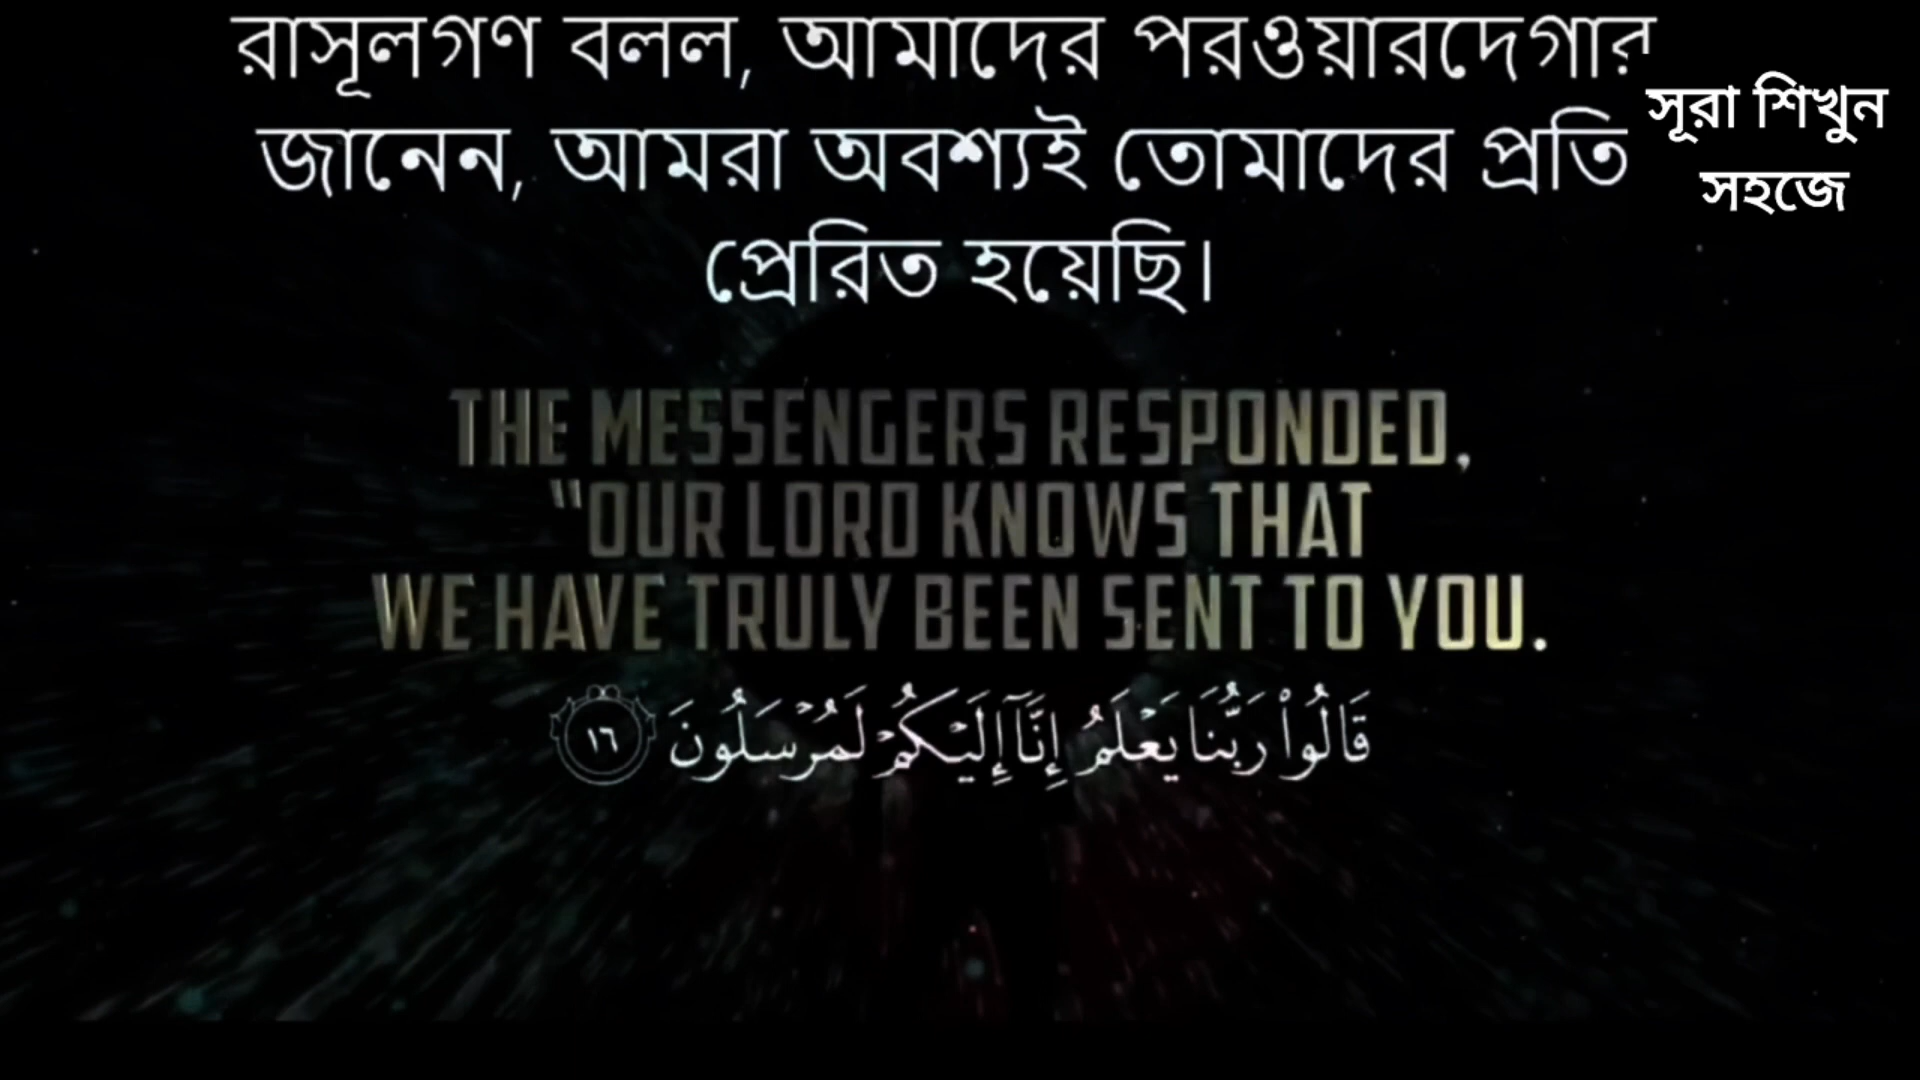 রাসূলগণ বলল, আমাদের পরওয়ারদেগার
জানেন, আমরা অবশ্যই তোমাদের প্রতি
প্রেরিত হয়েছি।
সূরা শিখুন
সহজে
THE MESSENGERS RESPONDED,
"OUR LORD KNOWS THAT
WE HAVE TRULY BEEN SENT TO YOU.
قَالُوا۟ رَبُّنَا يَعْلَمُ إِنَّآ إِلَيْكُمْ لَمُرْسَلُونَ ١٦